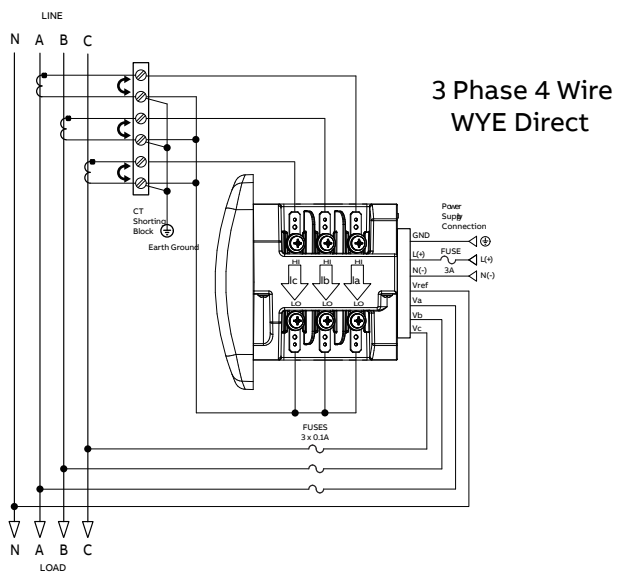 LINE
N A B C
3 Phase 4 Wire
WYE Direct
CT
Shorting
Block
Earth Ground
Power
Supply
Connection
GND
L(+) FUSE L(+)
N(-) 3A N(-)
Vref
Va
Vb
Vc
HI HI HI
Ic Ib Ia
LO LO LO
FUSES
3 x 0.1A
N A B C
LOAD